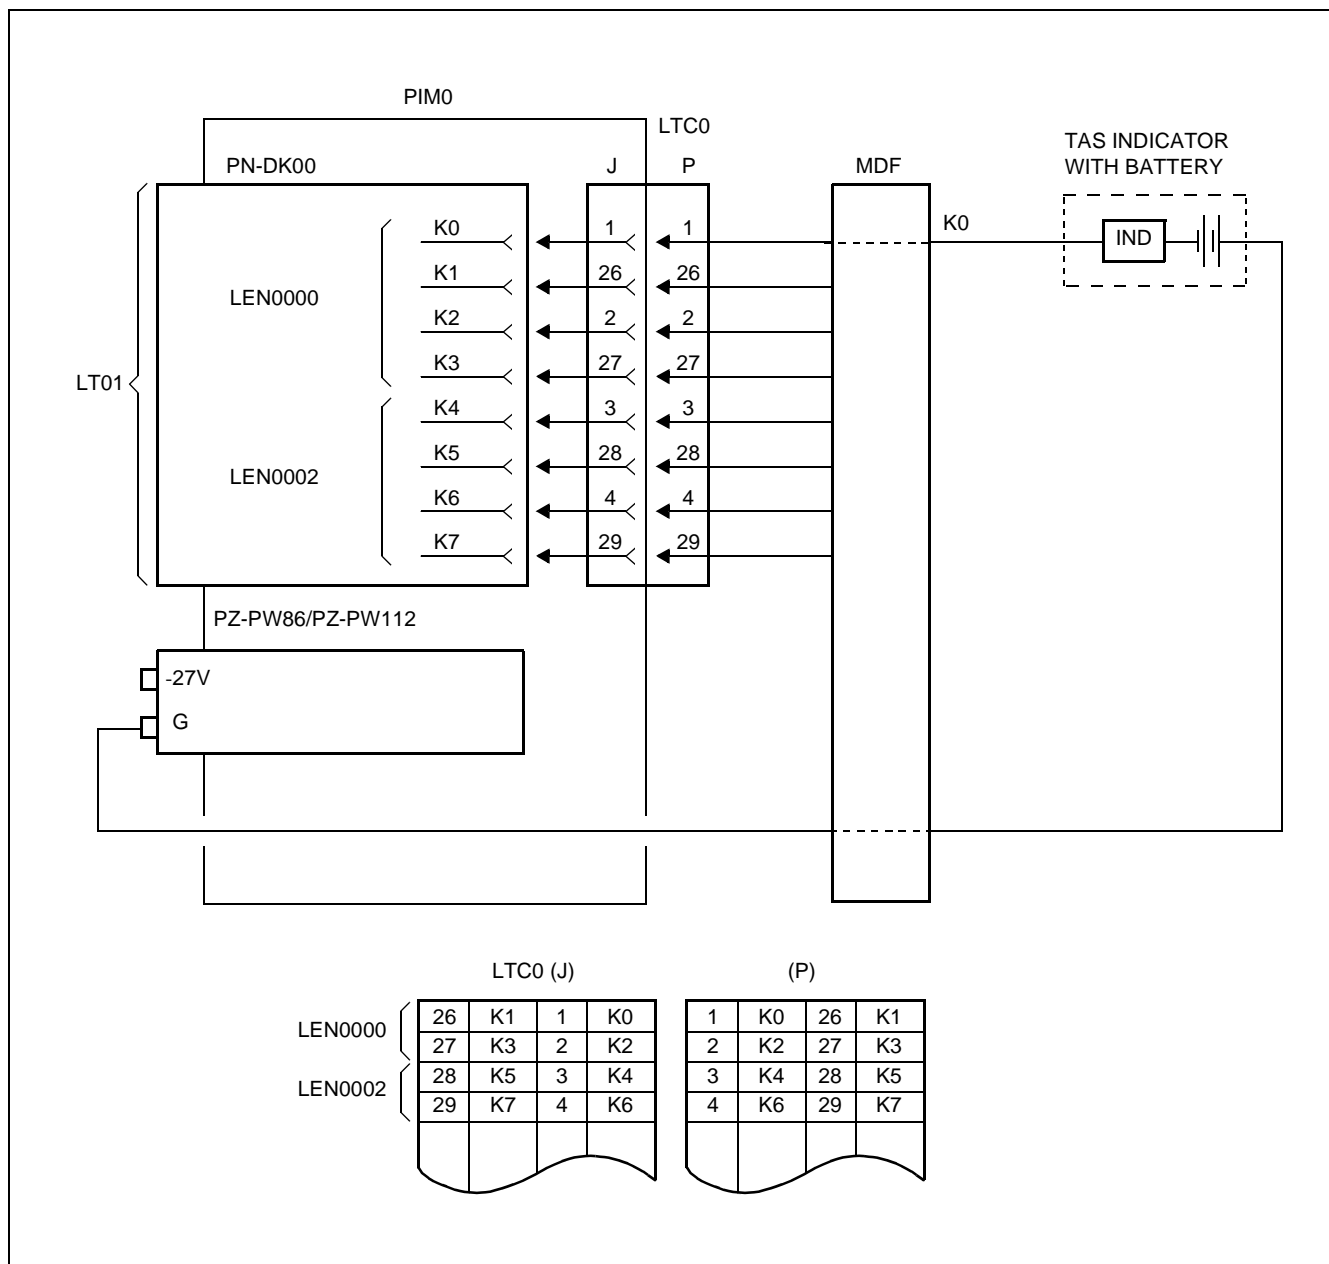 PIM0
LTC0
TAS INDICATOR
WITH BATTERY
PN-DK00
J
P
MDF
K0 1 1 K0 IND
K1 26 26
LEN0000
K2 2 2
K3 27 27
LT01
K4 3 3
K5 28 28
LEN0002
K6 4 4
K7 29 29
PZ-PW86/PZ-PW112
-27V
G
LTC0 (J)
(P)
LEN0000
26 K1 1 K0 1 K0 26 K1
27 K3 2 K2 2 K2 27 K3
LEN0002
28 K5 3 K4 3 K4 28 K5
29 K7 4 K6 4 K6 29 K7